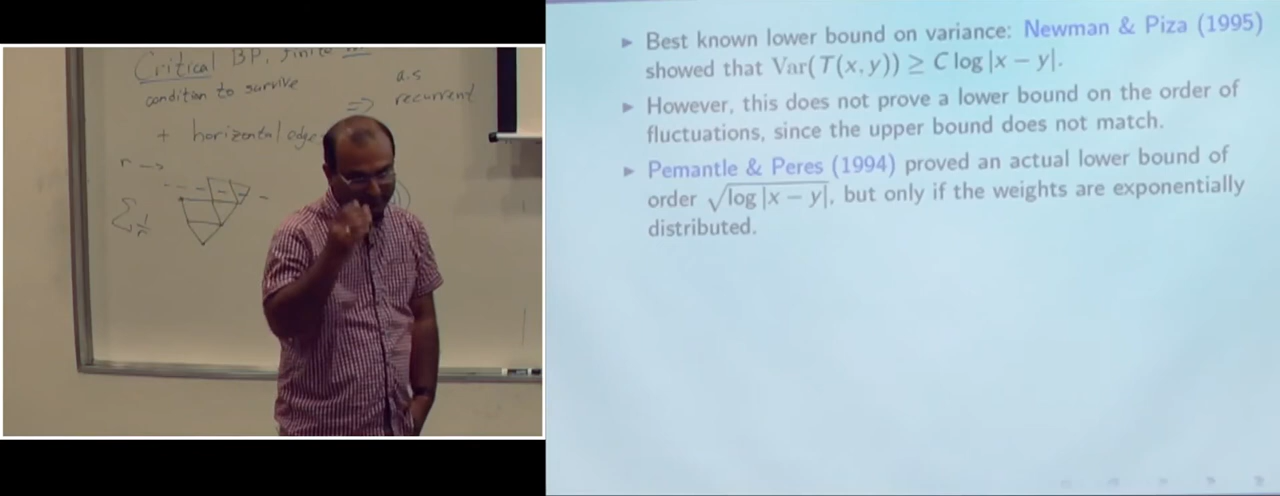 Critical BP, finite
condition to survive
a.s
=> recurrent
+ horizontal edge
r →
Σ 1/r
▶ Best known lower bound on variance: Newman & Piza (1995)
showed that Var(T(x, y)) ≥ C log |x − y|.
▶ However, this does not prove a lower bound on the order of
fluctuations, since the upper bound does not match.
▶ Pemantle & Peres (1994) proved an actual lower bound of
order √log |x − y|, but only if the weights are exponentially
distributed.